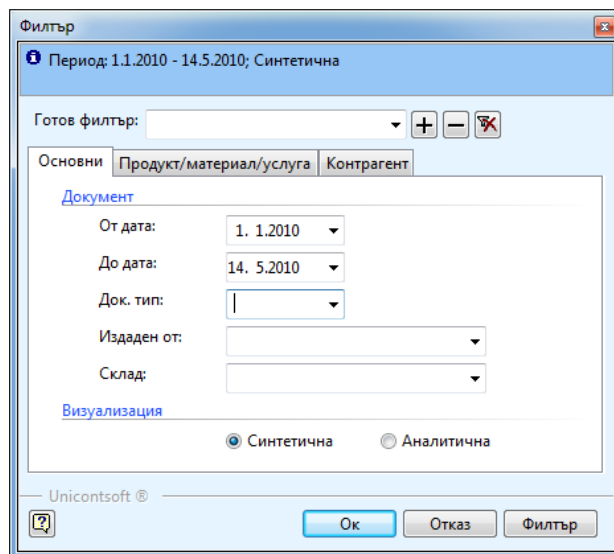 Филтър
Период: 1.1.2010 - 14.5.2010; Синтетична
Готов филтър:
Основни Продукт/материал/услуга Контрагент
Документ
От дата: 1. 1.2010
До дата: 14. 5.2010
Док. тип:
Издаден от:
Склад:
Визуализация
Синтетична Аналитична
Unicontsoft ®
Ок Отказ Филтър